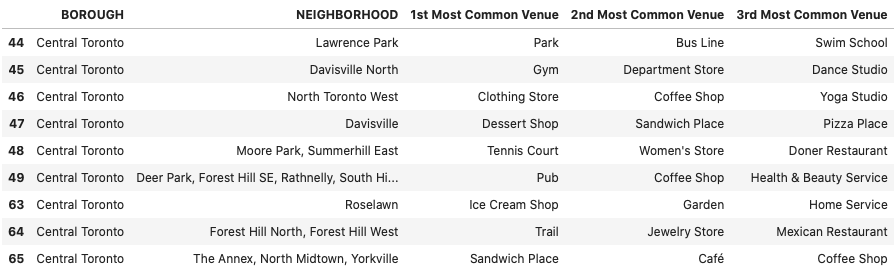 BOROUGH NEIGHBORHOOD 1st Most Common Venue 2nd Most Common Venue 3rd Most Common Venue
44 Central Toronto Lawrence Park Park Bus Line Swim School
45 Central Toronto Davisville North Gym Department Store Dance Studio
46 Central Toronto North Toronto West Clothing Store Coffee Shop Yoga Studio
47 Central Toronto Davisville Dessert Shop Sandwich Place Pizza Place
48 Central Toronto Moore Park, Summerhill East Tennis Court Women's Store Doner Restaurant
49 Central Toronto Deer Park, Forest Hill SE, Rathnelly, South Hi... Pub Coffee Shop Health & Beauty Service
63 Central Toronto Roselawn Ice Cream Shop Garden Home Service
64 Central Toronto Forest Hill North, Forest Hill West Trail Jewelry Store Mexican Restaurant
65 Central Toronto The Annex, North Midtown, Yorkville Sandwich Place Café Coffee Shop